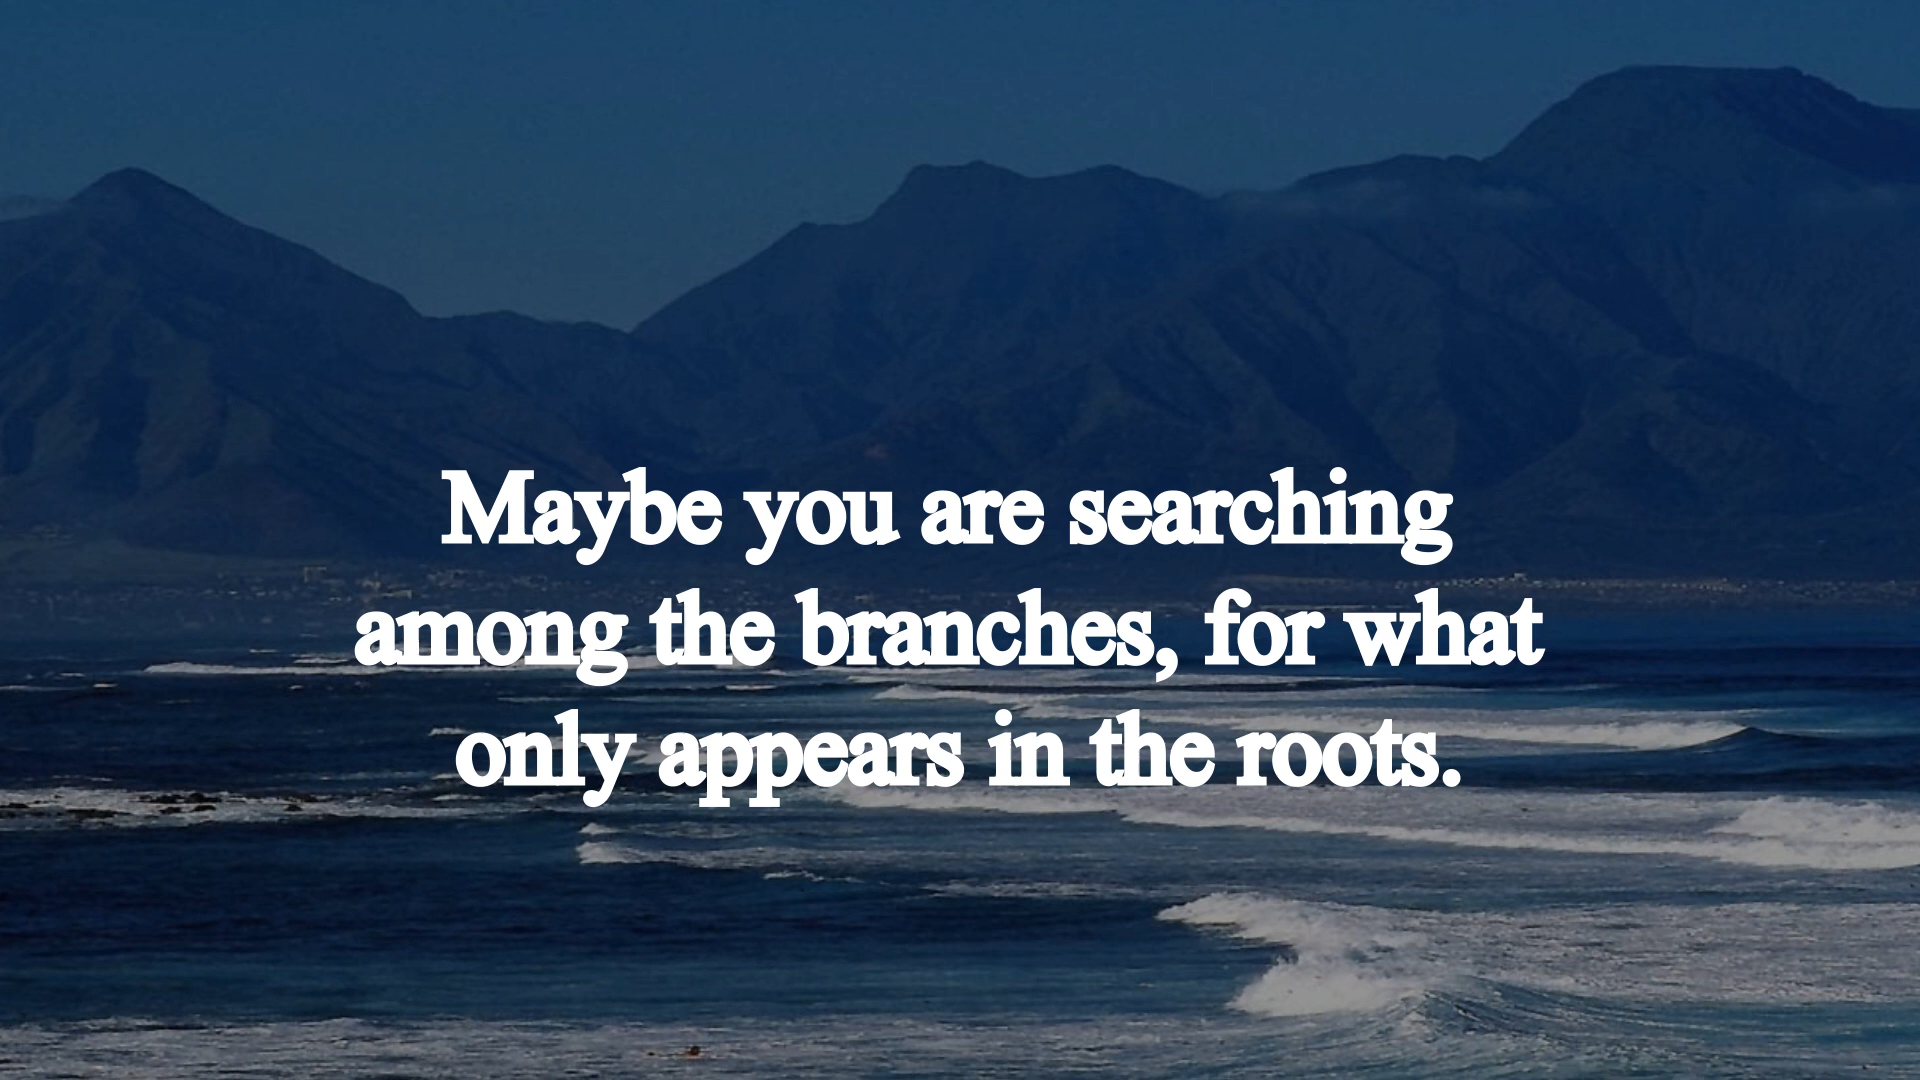 Maybe you are searching
among the branches, for what
only appears in the roots.